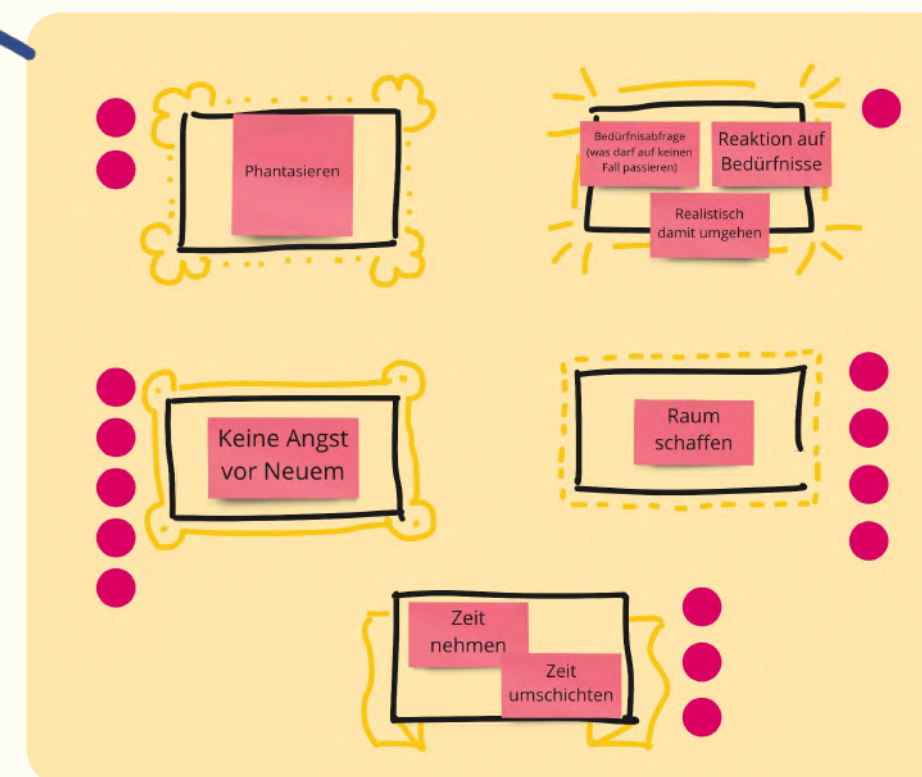 Phantasieren
Bedürfnisabfrage
(was darf auf keinen
Fall passieren)
Reaktion auf
Bedürfnisse
Realistisch
damit umgehen
Keine Angst
vor Neuem
Raum
schaffen
Zeit
nehmen
Zeit
umschichten